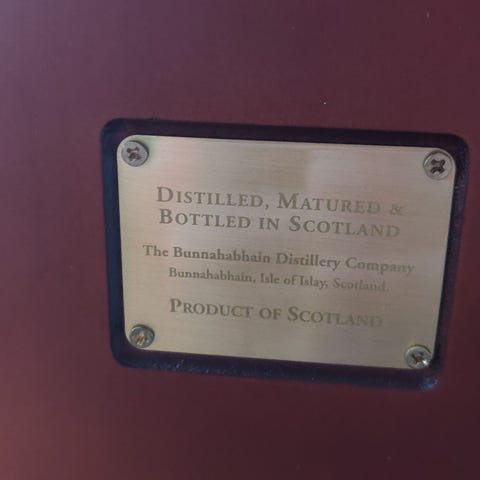 Distilled, Matured &
Bottled in Scotland
The Bunnahabhain Distillery Company
Bunnahabhain, Isle of Islay, Scotland.
Product of Scotland